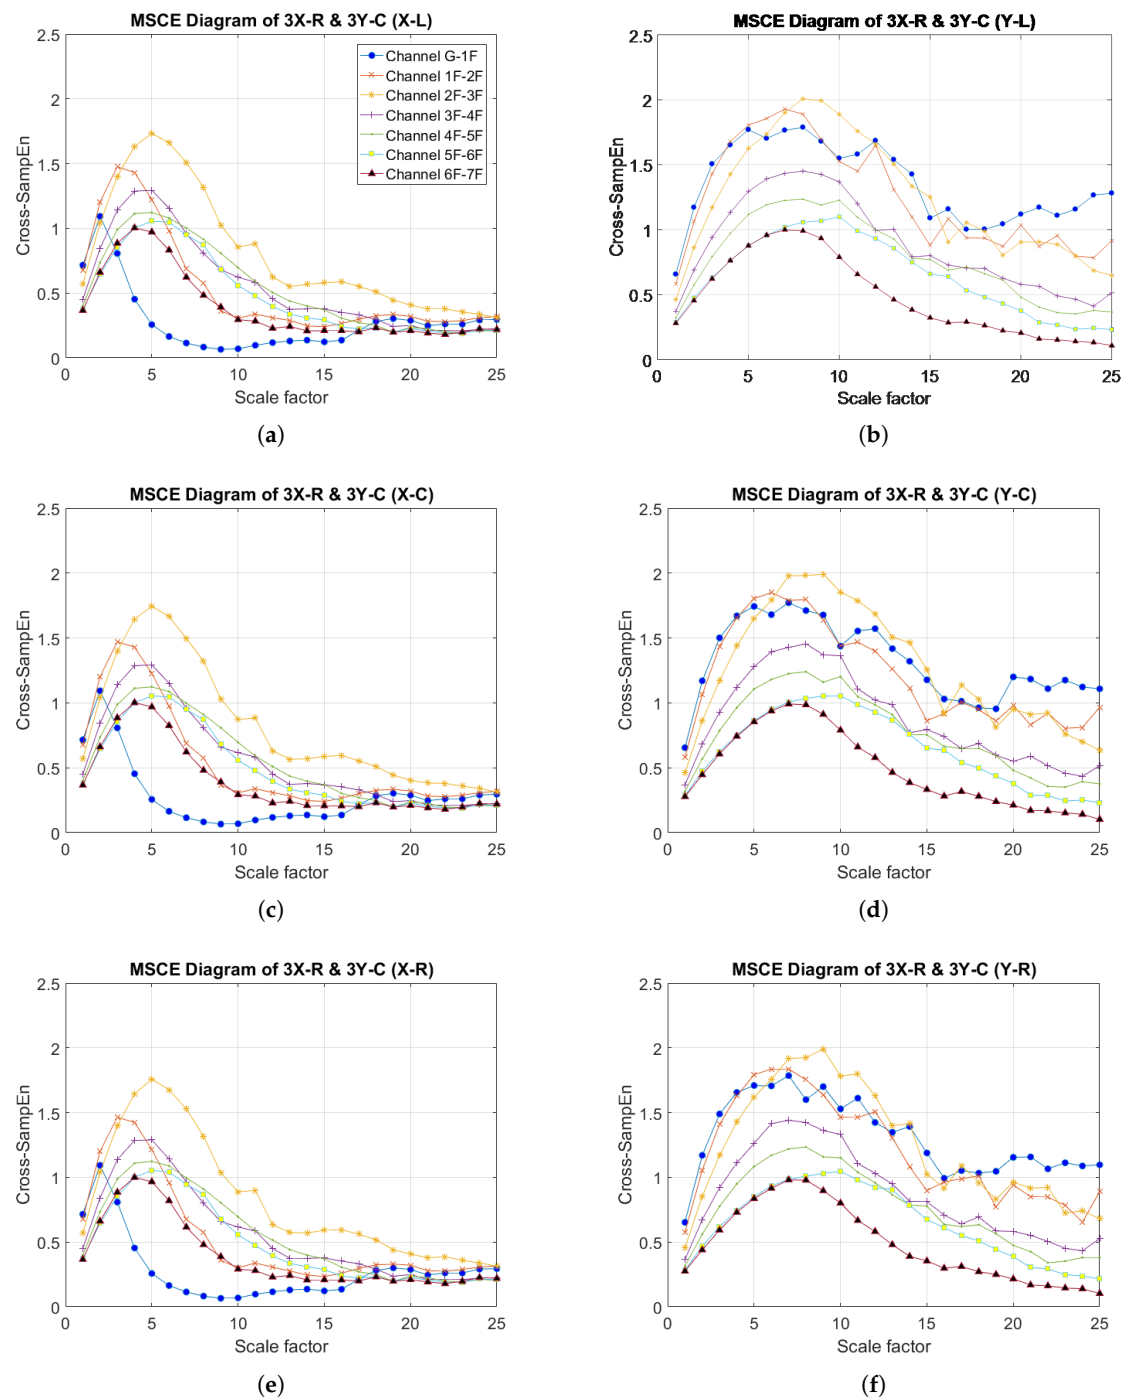 MSCE Diagram of 3X-R & 3Y-C (X-L)
2.5
2
1.5
1
0.5
0
Cross-SampEn
Channel G-1F
Channel 1F-2F
Channel 2F-3F
Channel 3F-4F
Channel 4F-5F
Channel 5F-6F
Channel 6F-7F
0 5 10 15 20 25
Scale factor
(a)
MSCE Diagram of 3X-R & 3Y-C (Y-L)
2.5
2
1.5
1
0.5
0
Cross-SampEn
0 5 10 15 20 25
Scale factor
(b)
MSCE Diagram of 3X-R & 3Y-C (X-C)
2.5
2
1.5
1
0.5
0
Cross-SampEn
0 5 10 15 20 25
Scale factor
(c)
MSCE Diagram of 3X-R & 3Y-C (Y-C)
2.5
2
1.5
1
0.5
0
Cross-SampEn
0 5 10 15 20 25
Scale factor
(d)
MSCE Diagram of 3X-R & 3Y-C (X-R)
2.5
2
1.5
1
0.5
0
Cross-SampEn
0 5 10 15 20 25
Scale factor
(e)
MSCE Diagram of 3X-R & 3Y-C (Y-R)
2.5
2
1.5
1
0.5
0
Cross-SampEn
0 5 10 15 20 25
Scale factor
(f)